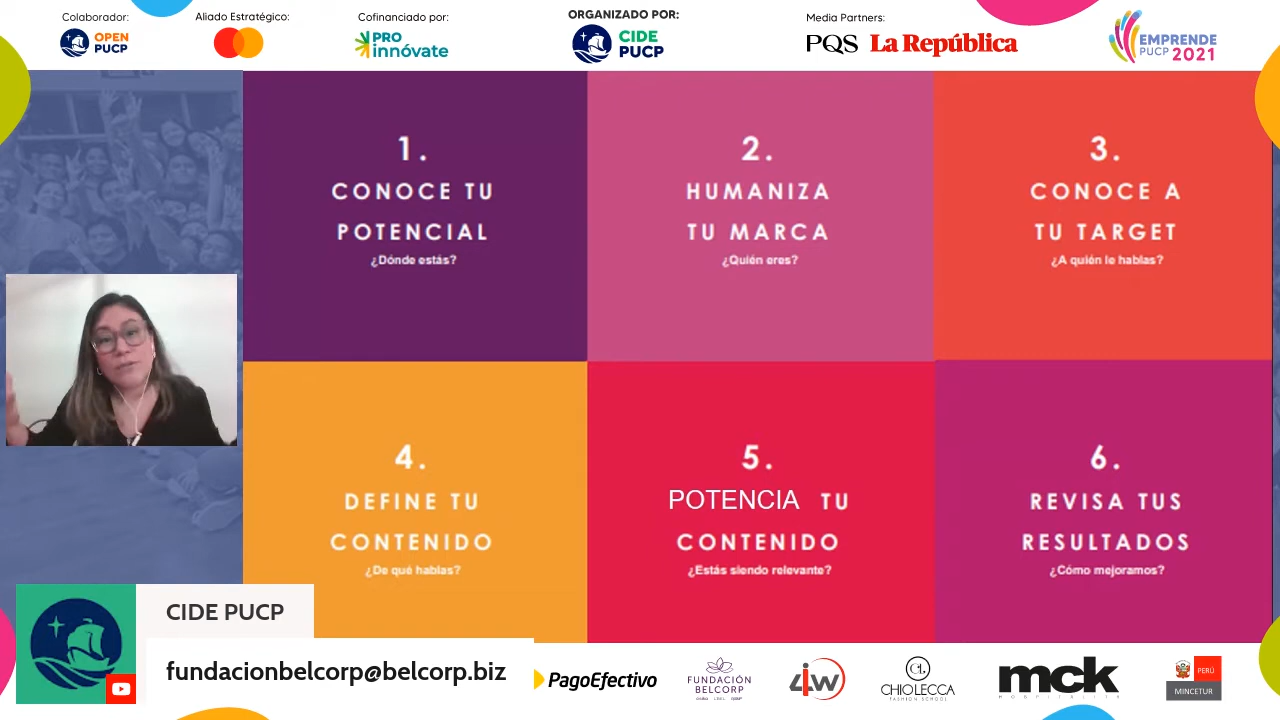 Colaborador:
OPEN
PUCP
Aliado Estratégico:
Cofinanciado por:
PRO
innóvate
ORGANIZADO POR:
CIDE
PUCP
Media Partners:
PQS
La República
EMPRENDE
PUCP 2021
1.
CONOCE TU
POTENCIAL
¿Dónde estás?
2.
HUMANIZA
TU MARCA
¿Quién eres?
3.
CONOCE A
TU TARGET
¿A quién le hablas?
4.
DEFINE TU
CONTENIDO
¿De qué hablas?
5.
POTENCIA TU
CONTENIDO
¿Estás siendo relevante?
6.
REVISA TUS
RESULTADOS
¿Cómo mejoramos?
CIDE PUCP
fundacionbelcorp@belcorp.biz
PagoEfectivo
FUNDACIÓN
BELCORP
4iw
CL
CHIOLECCA
FASHION SCHOOL
mck
HOSPITALITY
PERÚ
MINCETUR